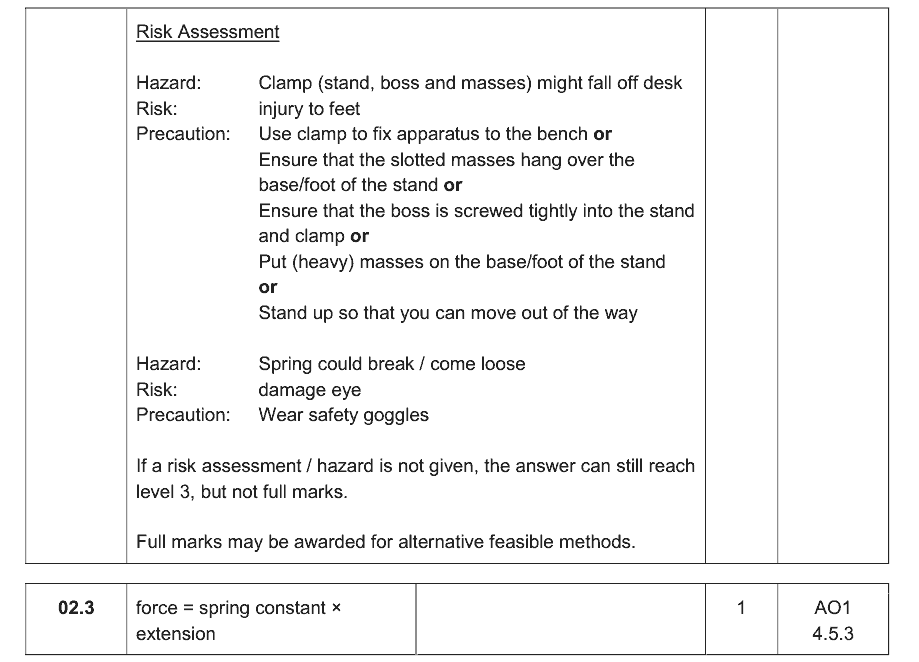 Risk Assessment
Hazard: Clamp (stand, boss and masses) might fall off desk
Risk: injury to feet
Precaution: Use clamp to fix apparatus to the bench or
Ensure that the slotted masses hang over the
base/foot of the stand or
Ensure that the boss is screwed tightly into the stand
and clamp or
Put (heavy) masses on the base/foot of the stand
or
Stand up so that you can move out of the way
Hazard: Spring could break / come loose
Risk: damage eye
Precaution: Wear safety goggles
If a risk assessment / hazard is not given, the answer can still reach
level 3, but not full marks.
Full marks may be awarded for alternative feasible methods.
02.3 force = spring constant × 1 AO1
extension 4.5.3